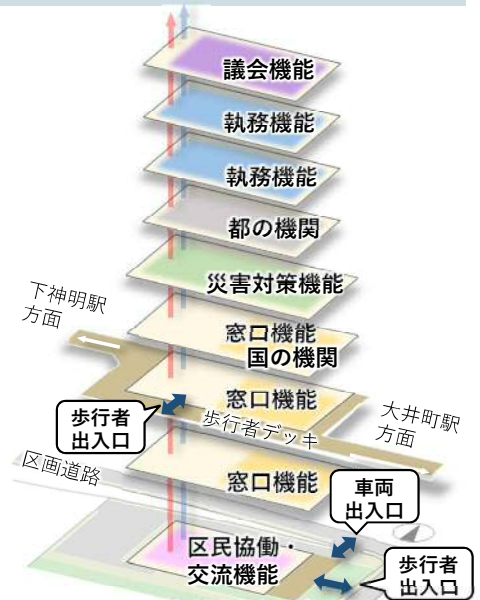 議会機能
執務機能
執務機能
都の機関
災害対策機能
下神明駅
方面
窓口機能
国の機関
窓口機能
大井町駅
方面
歩行者
出入口
歩行者デッキ
区画道路
窓口機能
車両
出入口
区民協働・
交流機能
歩行者
出入口